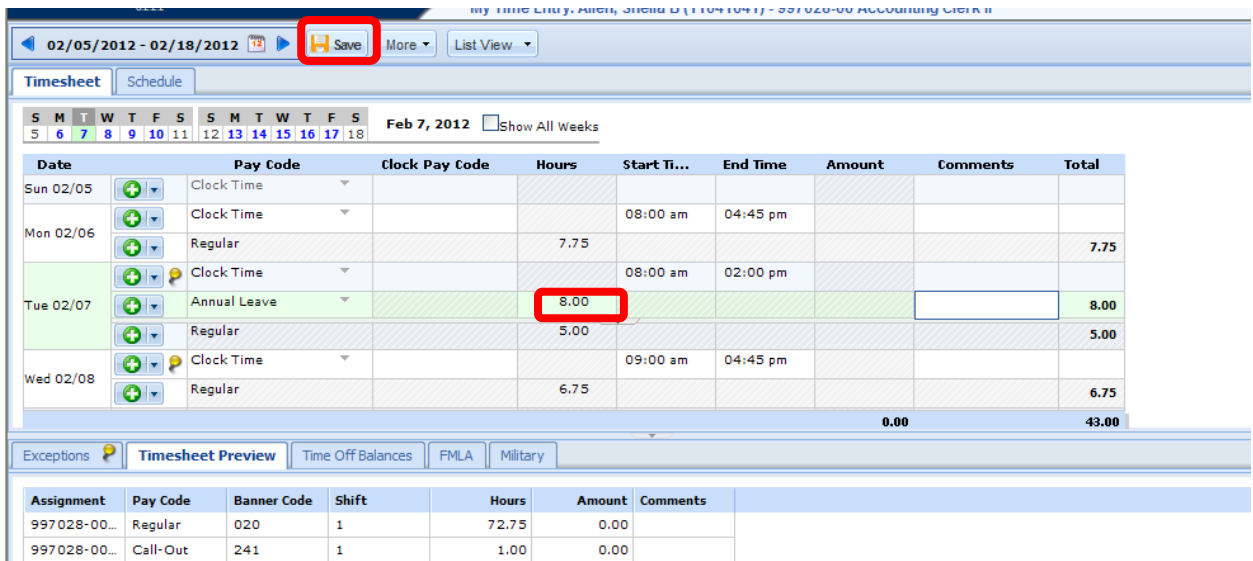 My Time Entry: Allen, Sheila B (11041041) - 997028-00 Accounting Clerk II
02/05/2012 - 02/18/2012 12 Save More List View
Timesheet Schedule
S M T W T F S S M T W T F S
5 6 7 8 9 10 11 12 13 14 15 16 17 18 Feb 7, 2012 Show All Weeks
Date Pay Code Clock Pay Code Hours Start Ti... End Time Amount Comments Total
Sun 02/05 Clock Time
Mon 02/06 Clock Time 08:00 am 04:45 pm
Regular 7.75 7.75
Tue 02/07 Clock Time 08:00 am 02:00 pm
Annual Leave 8.00 8.00
Regular 5.00 5.00
Wed 02/08 Clock Time 09:00 am 04:45 pm
Regular 6.75 6.75
0.00 43.00
Exceptions Timesheet Preview Time Off Balances FMLA Military
Assignment Pay Code Banner Code Shift Hours Amount Comments
997028-00... Regular 020 1 72.75 0.00
997028-00... Call-Out 241 1 1.00 0.00